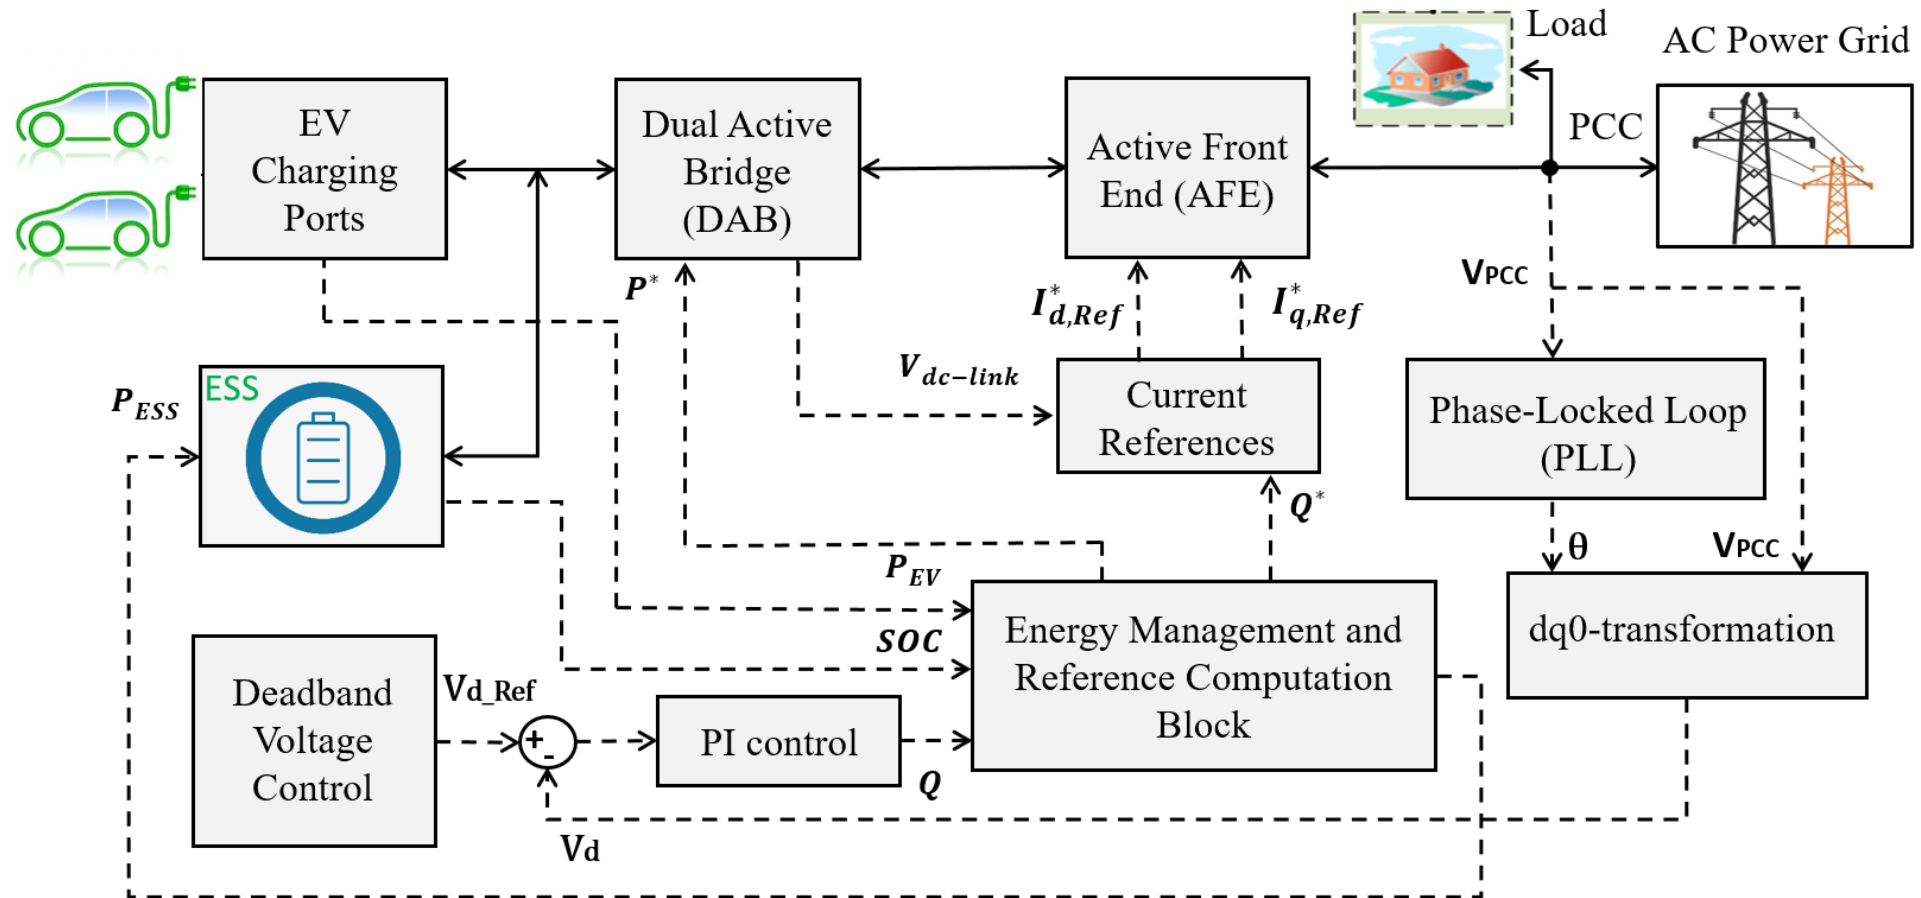 Load
AC Power Grid
EV
Charging
Ports
Dual Active
Bridge
(DAB)
Active Front
End (AFE)
PCC
P*
I*d,Ref
I*q,Ref
VPCC
ESS
PESS
Vdc−link
Current
References
Phase-Locked Loop
(PLL)
Q*
θ
VPCC
PEV
SOC
Energy Management and
Reference Computation
Block
dq0-transformation
Deadband
Voltage
Control
Vd_Ref
+
-
PI control
Q
Vd